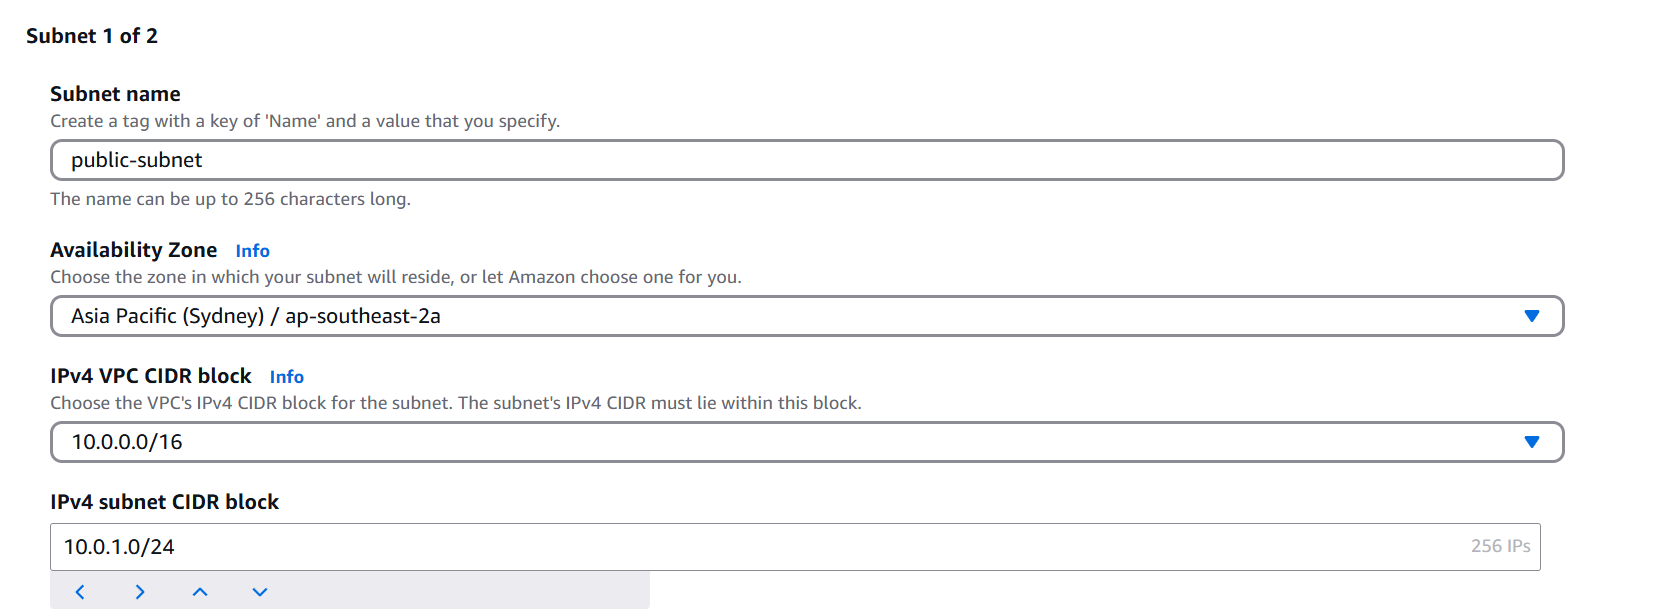 Subnet 1 of 2
Subnet name
Create a tag with a key of 'Name' and a value that you specify.
public-subnet
The name can be up to 256 characters long.
Availability Zone Info
Choose the zone in which your subnet will reside, or let Amazon choose one for you.
Asia Pacific (Sydney) / ap-southeast-2a
IPv4 VPC CIDR block Info
Choose the VPC's IPv4 CIDR block for the subnet. The subnet's IPv4 CIDR must lie within this block.
10.0.0.0/16
IPv4 subnet CIDR block
10.0.1.0/24 256 IPs